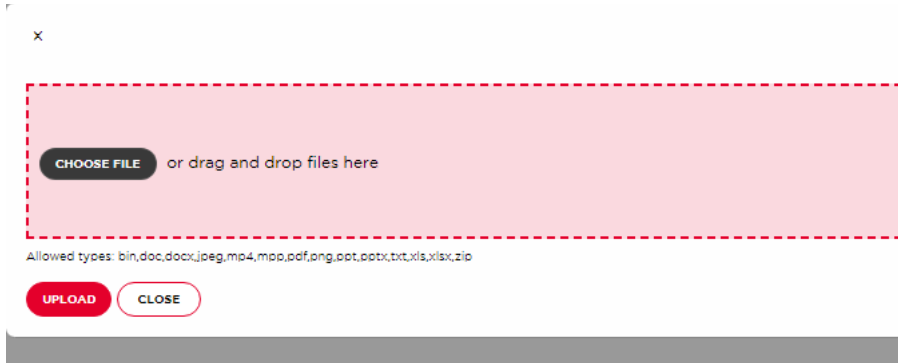 x
CHOOSE FILE or drag and drop files here
Allowed types: bin,doc,docx,jpeg,mp4,mpp,pdf,png,ppt,pptx,txt,xls,xlsx,zip
UPLOAD CLOSE